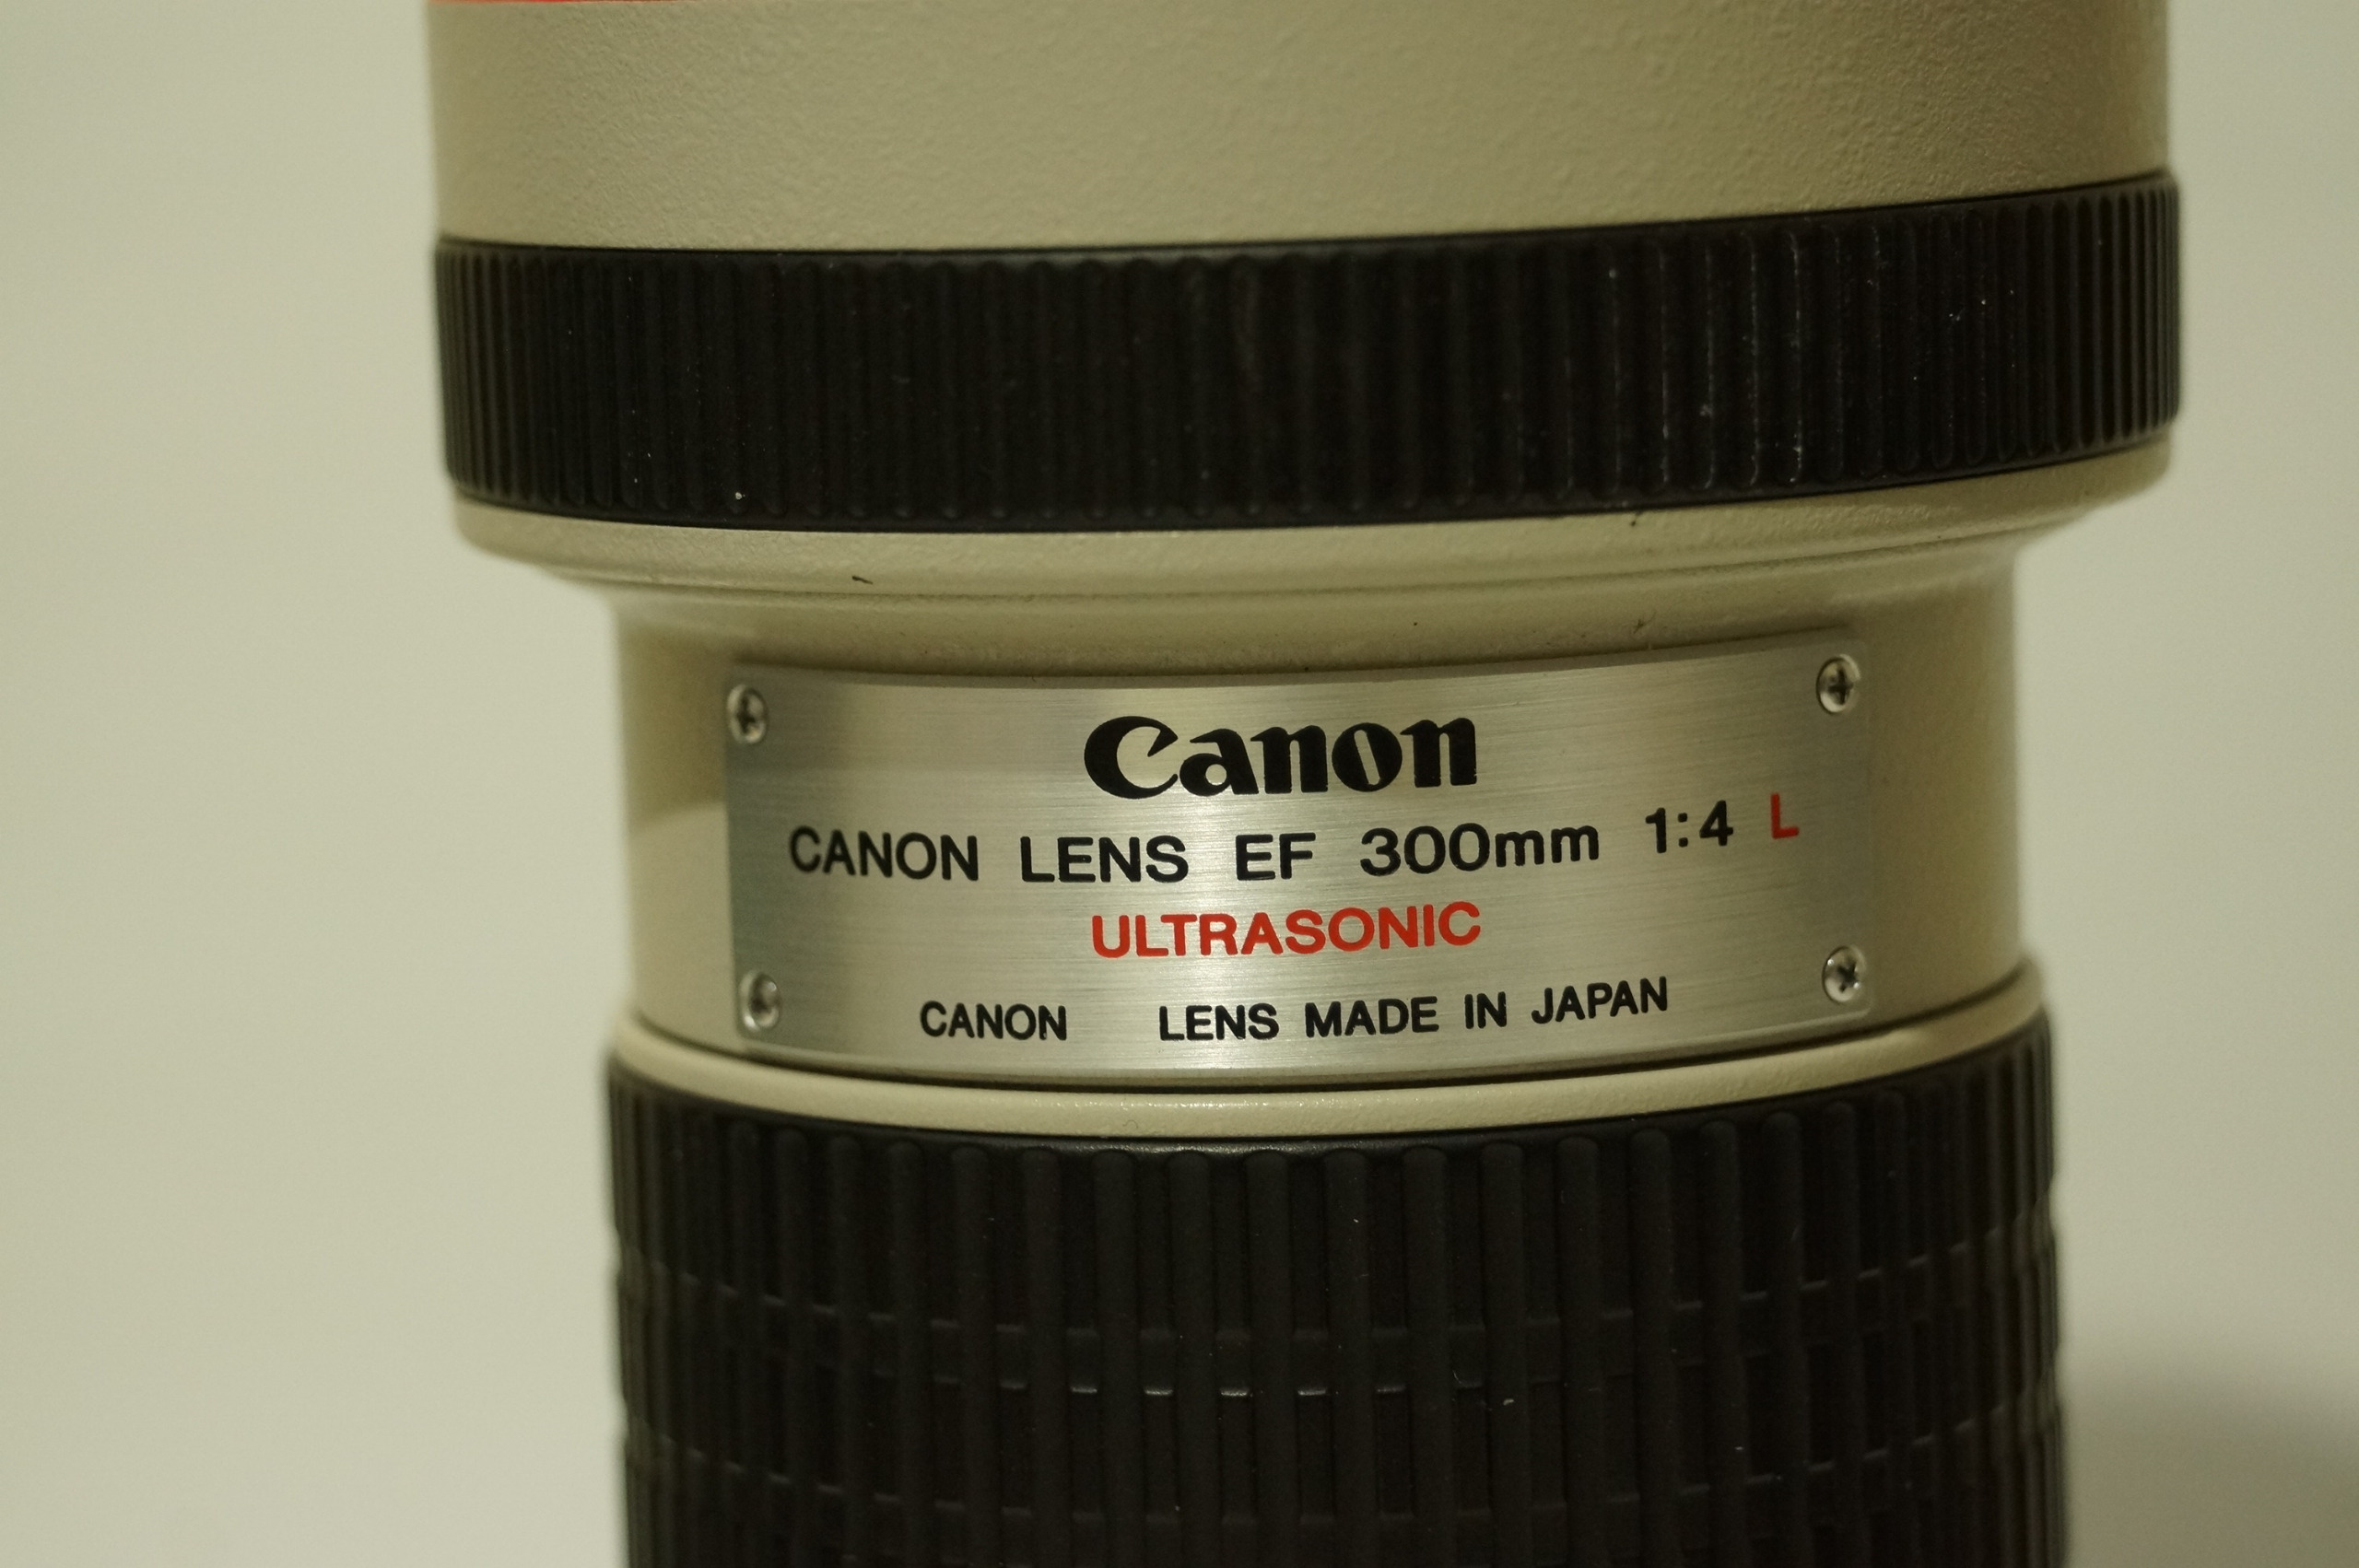 Canon
CANON LENS EF 300mm 1:4 L
ULTRASONIC
CANON LENS MADE IN JAPAN